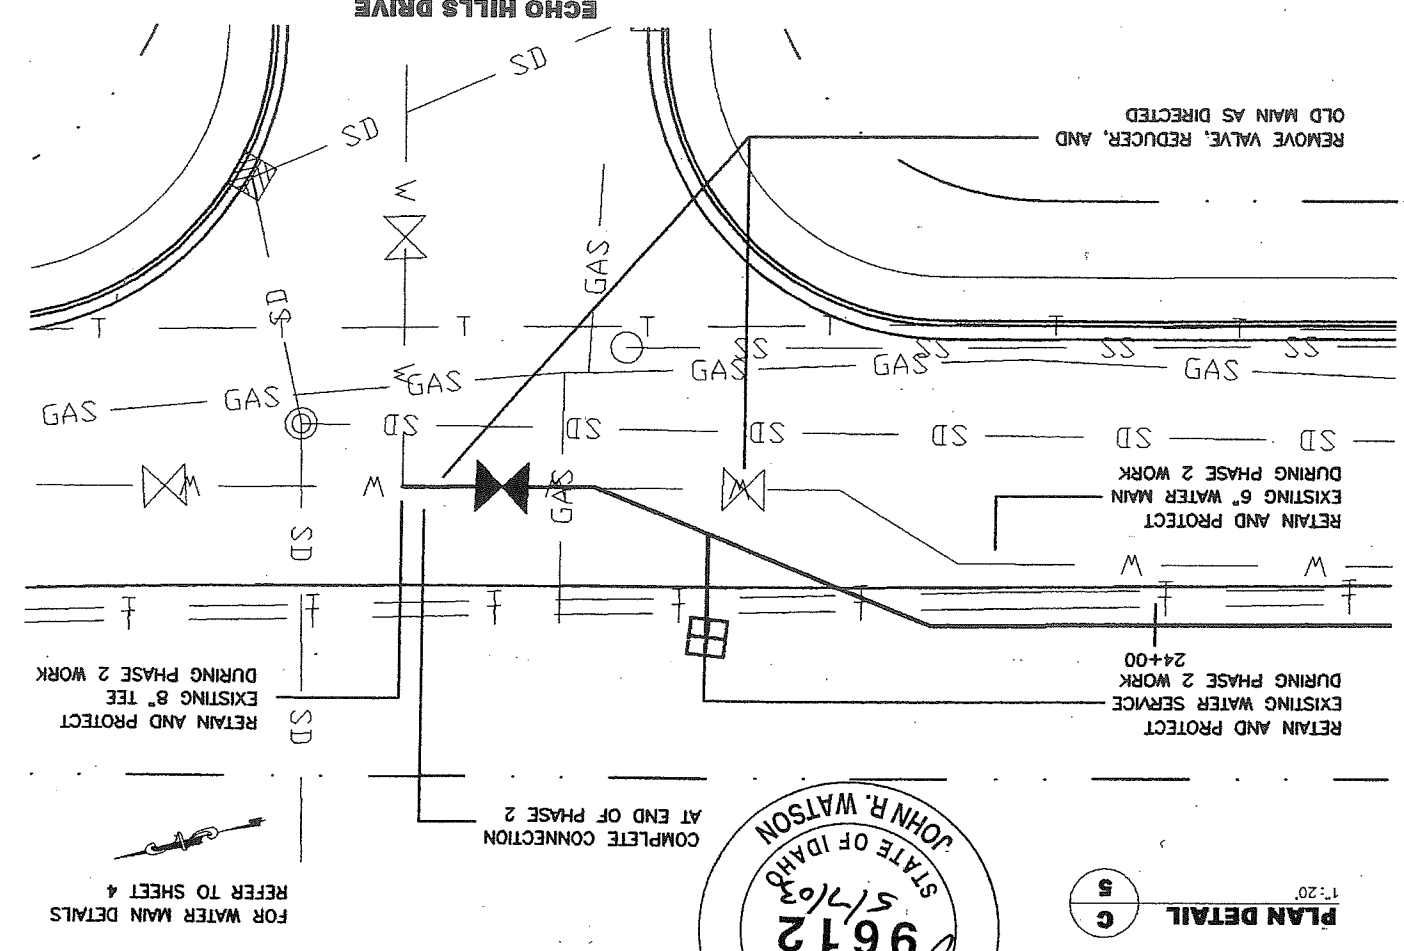 PLAN DETAIL
1":20'
C
5
9612
5/7/03
STATE OF IDAHO
JOHN R. WATSON
FOR WATER MAIN DETAILS
REFER TO SHEET 4
COMPLETE CONNECTION
AT END OF PHASE 2
RETAIN AND PROTECT
EXISTING WATER SERVICE
DURING PHASE 2 WORK
24+00
RETAIN AND PROTECT
EXISTING 8" TEE
DURING PHASE 2 WORK
SD
T
T
T
T
T
T
T
W
W
SD
RETAIN AND PROTECT
EXISTING 6" WATER MAIN
DURING PHASE 2 WORK
W
W
W
W
GAS
SD
SD
SD
SD
SD
SD
GAS
GAS
GAS
GAS
GAS
GAS
W
SS
SS
SS
SS
T
T
T
T
T
T
SD
GAS
W
SD
SD
REMOVE VALVE, REDUCER, AND
OLD MAIN AS DIRECTED
ECHO HILLS DRIVE